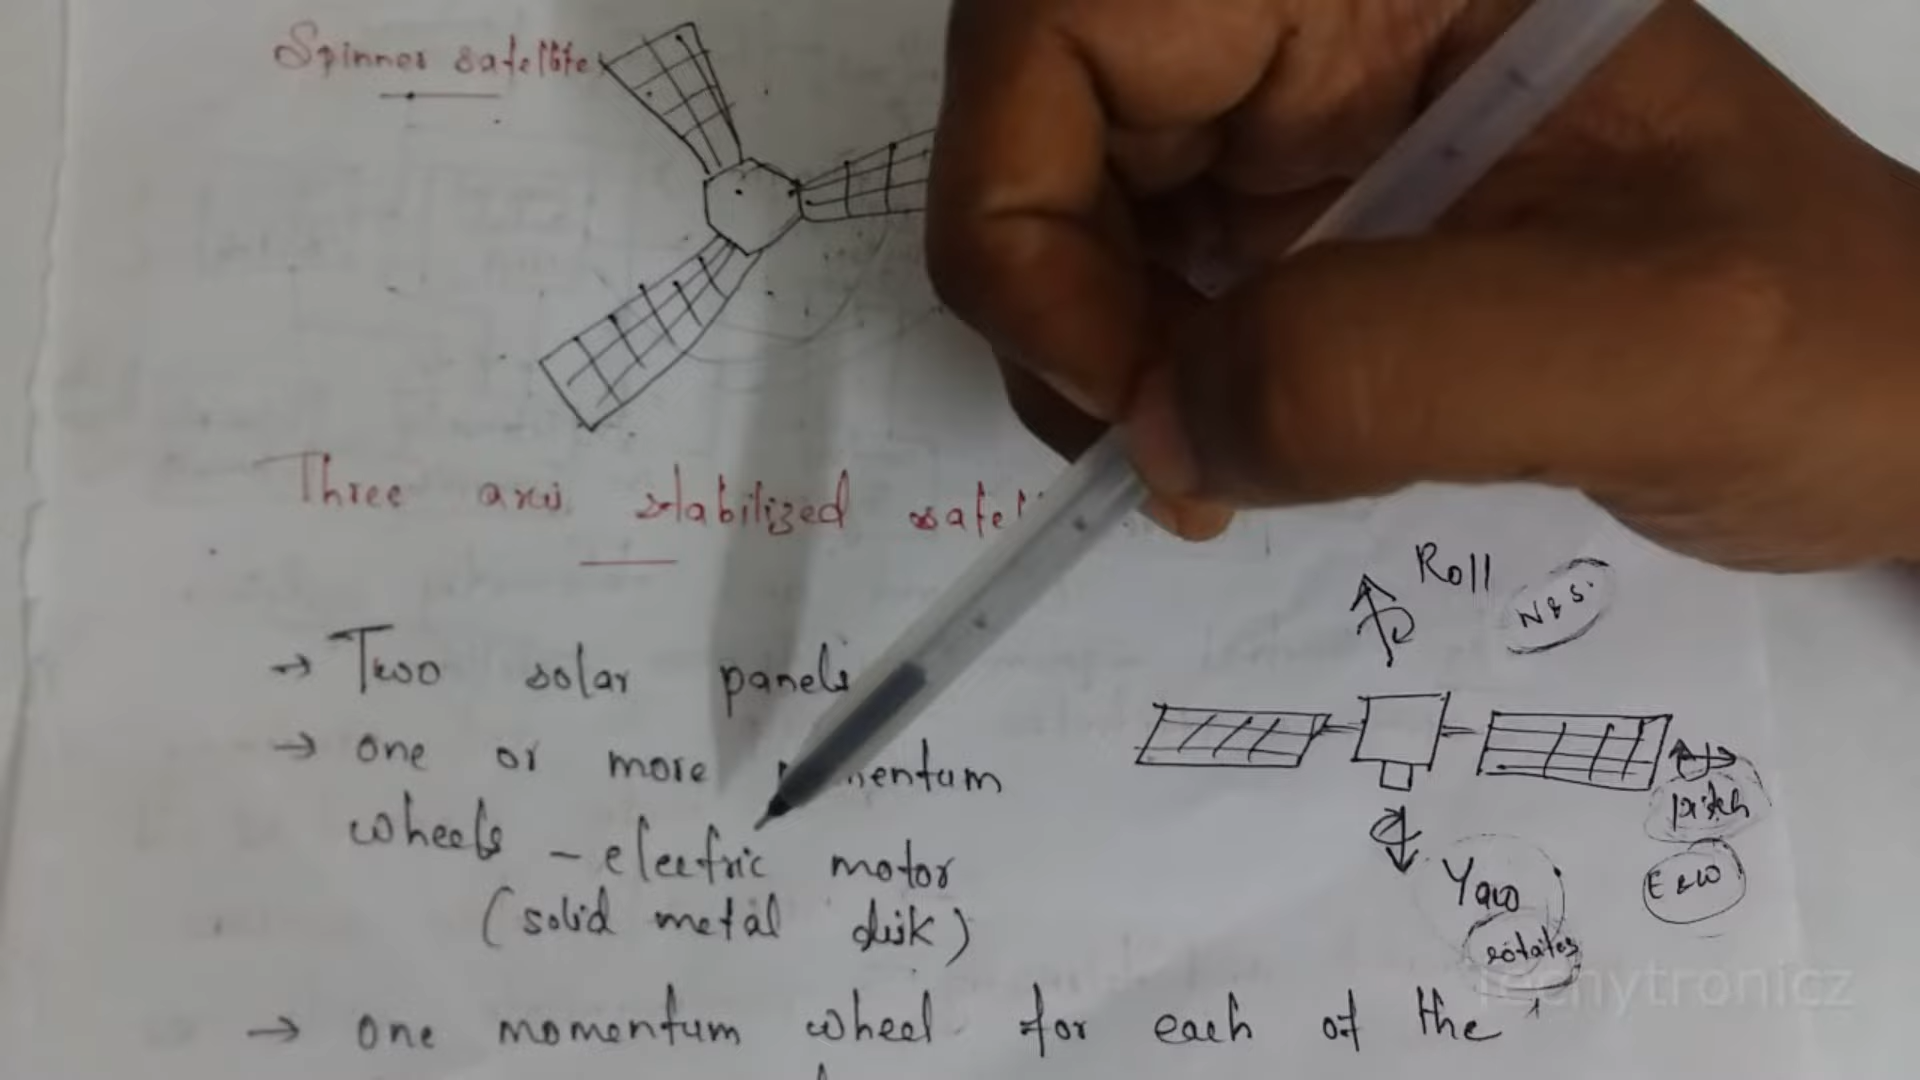 Spinner satellite
Three axis stabilized
→ Two solar panels
→ one or more
wheels - electric motor
(solid metal disk)
→ one momentum wheel for each of the
Roll
N & S.
pitch
E & W
Yaw
rotates
Techytronicz